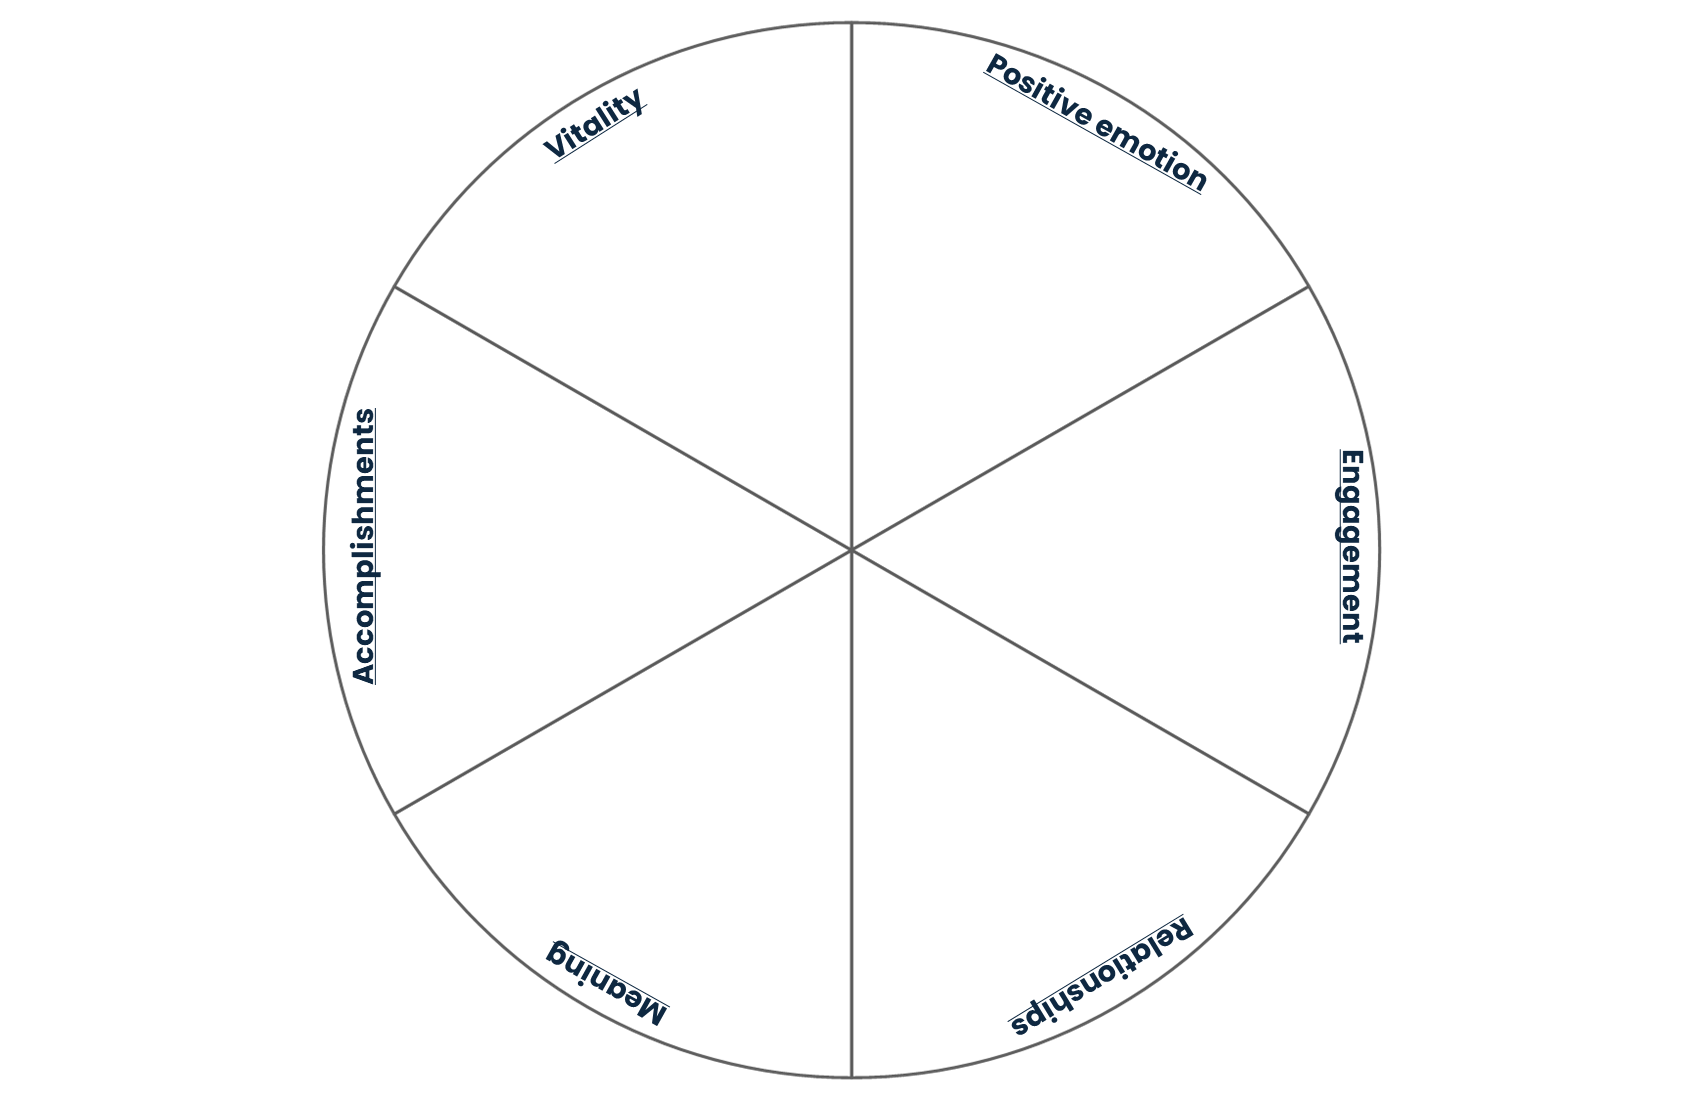 Positive emotion
Engagement
Relationships
Meaning
Accomplishments
Vitality